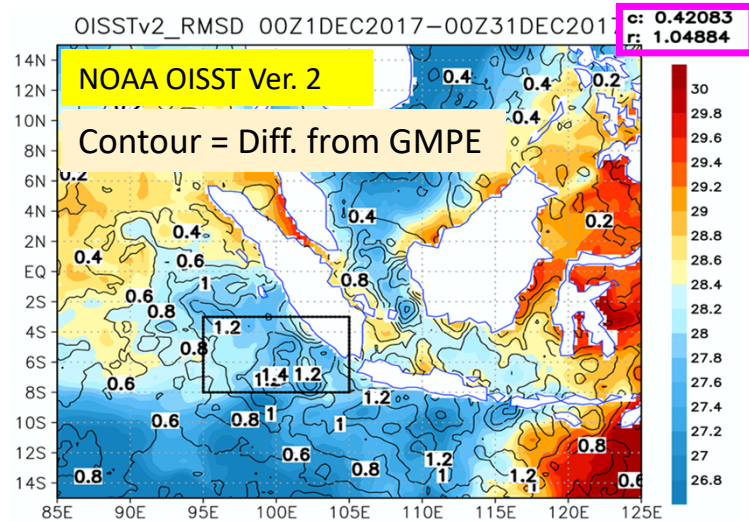 OISSTv2_RMSD 00Z1DEC2017-00Z31DEC2017
c: 0.42083
r: 1.04884
NOAA OISST Ver. 2
Contour = Diff. from GMPE
14N
12N
10N
8N
6N
4N
2N
EQ
2S
4S
6S
8S
10S
12S
14S
85E 90E 95E 100E 105E 110E 115E 120E 125E
30
29.8
29.6
29.4
29.2
29
28.8
28.6
28.4
28.2
28
27.8
27.6
27.4
27.2
27
26.8
0.4 0.4 0.2
0.4
0.2
0.4 0.2
0.4
0.4 0.6
1 0.8
0.6
0.8
1.2
0.5
1.4 1.2
0.6 1.2
0.6 0.8 1 1
0.6 1.2 0.8
0.8 0.8 1 1.2
1